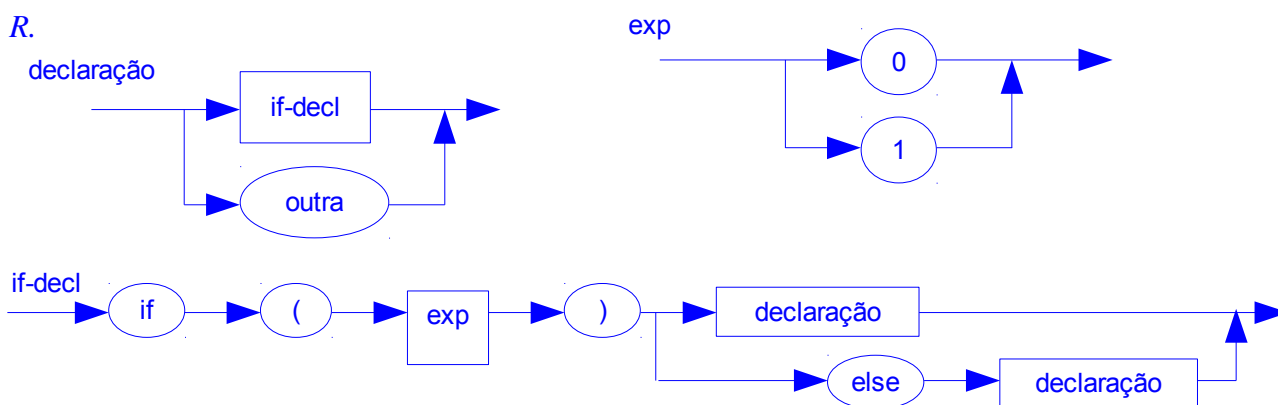 R.
declaração
if-decl
outra
exp
0
1
if-decl
if ( exp ) declaração
else declaração